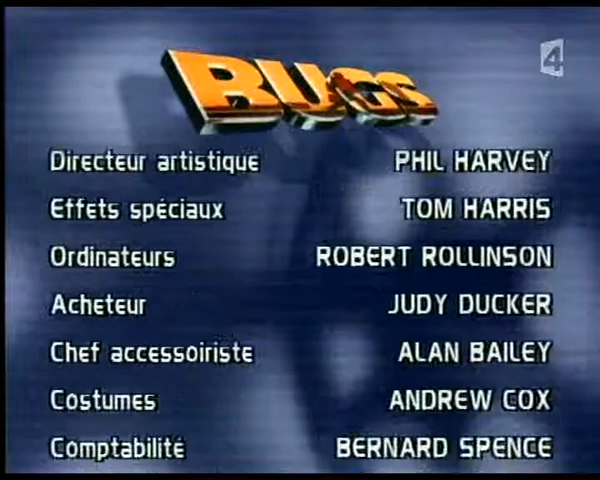 BUGS
4
Directeur artistique PHIL HARVEY
Effets spéciaux TOM HARRIS
Ordinateurs ROBERT ROLLINSON
Acheteur JUDY DUCKER
Chef accessoiriste ALAN BAILEY
Costumes ANDREW COX
Comptabilité BERNARD SPENCE